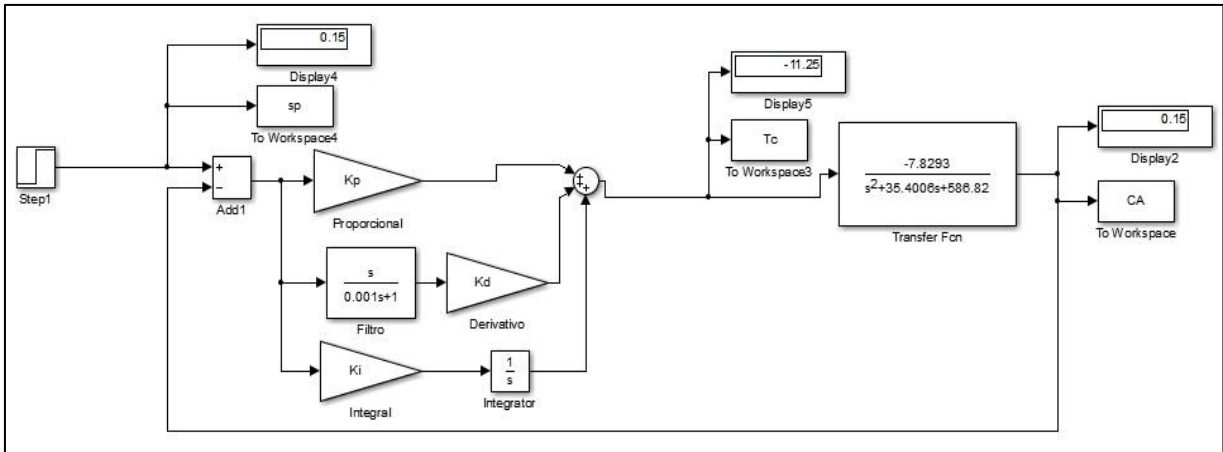 0.15
Display4
sp
To Workspace4
Step1
+
−
Add1
Kp
Proporcional
s
0.001s+1
Filtro
Kd
Derivativo
Ki
Integral
1
s
Integrator
+
+
+
-11.25
Display5
Tc
To Workspace3
-7.8293
s²+35.4006s+586.82
Transfer Fcn
0.15
Display2
CA
To Workspace